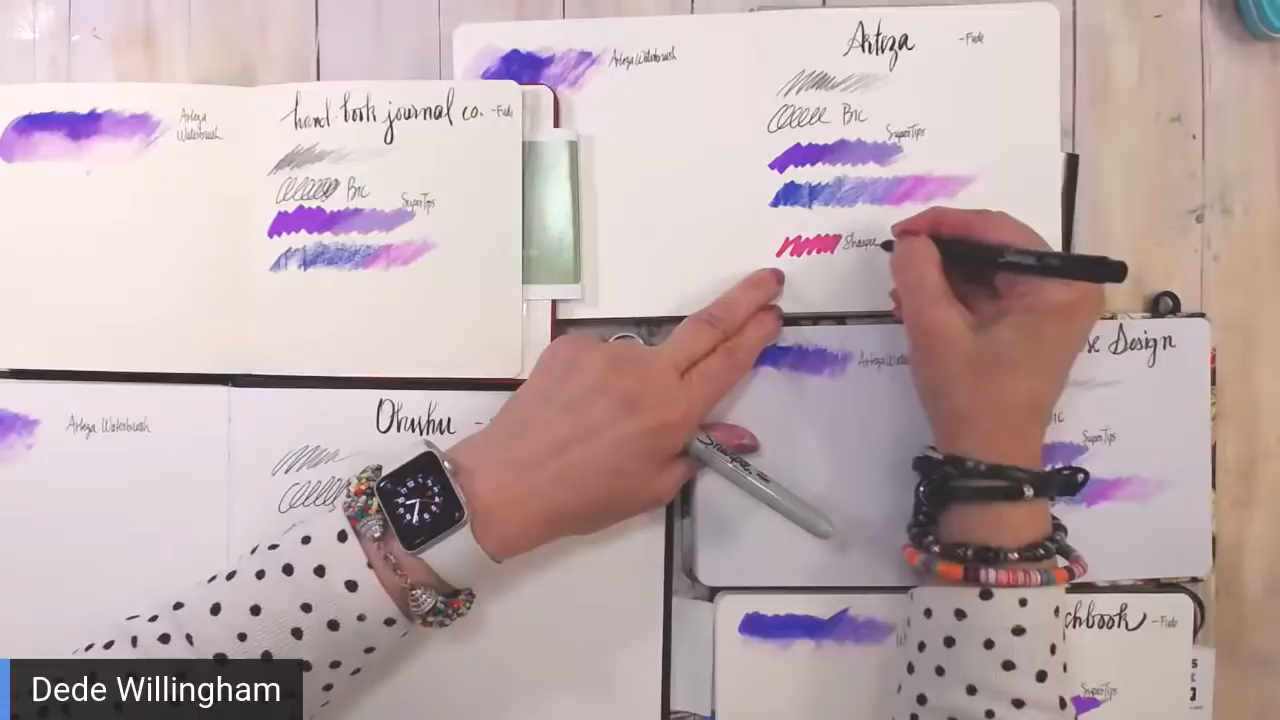 Arteza Waterbrush
Arteza
-Fude
Bic
SuperTips
Sharpie
Arteza
Waterbrush
hand·book journal co.
-Fude
Bic
SuperTips
Arteza Waterbrush
Ohuhu
Sharpie
Design
SuperTips
-Fude
SuperTips
Dede Willingham